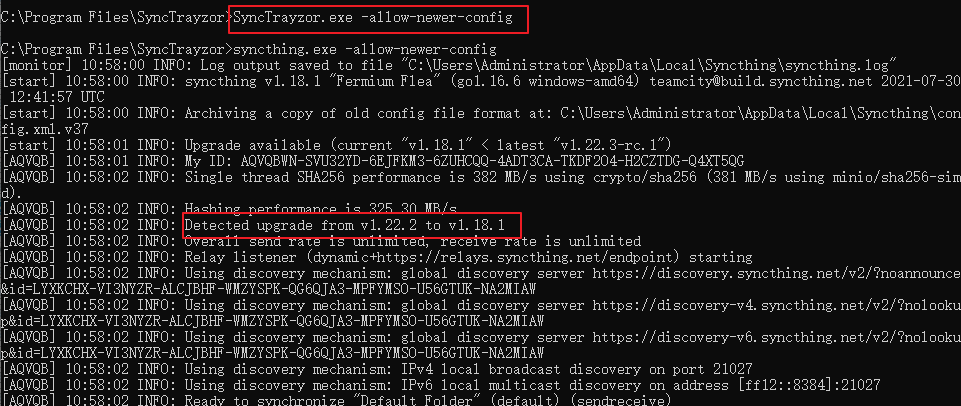 C:\Program Files\SyncTrayzor>SyncTrayzor.exe -allow-newer-config
C:\Program Files\SyncTrayzor>syncthing.exe -allow-newer-config
[monitor] 10:58:00 INFO: Log output saved to file "C:\Users\Administrator\AppData\Local\Syncthing\syncthing.log"
[start] 10:58:00 INFO: syncthing v1.18.1 "Fermium Flea" (go1.16.6 windows-amd64) teamcity@build.syncthing.net 2021-07-30
12:41:57 UTC
[start] 10:58:00 INFO: Archiving a copy of old config file format at: C:\Users\Administrator\AppData\Local\Syncthing\con
fig.xml.v37
[start] 10:58:01 INFO: Upgrade available (current "v1.18.1" < latest "v1.22.3-rc.1")
[AQVQB] 10:58:01 INFO: My ID: AQVQBWN-SVU32YD-6EJFKM3-6ZUHCQQ-4ADT3CA-TKDF2O4-H2CZTDG-Q4XT5QG
[AQVQB] 10:58:02 INFO: Single thread SHA256 performance is 382 MB/s using crypto/sha256 (381 MB/s using minio/sha256-sim
d).
[AQVQB] 10:58:02 INFO: Hashing performance is 325.30 MB/s
[AQVQB] 10:58:02 INFO: Detected upgrade from v1.22.2 to v1.18.1
[AQVQB] 10:58:02 INFO: Overall send rate is unlimited, receive rate is unlimited
[AQVQB] 10:58:02 INFO: Relay listener (dynamic+https://relays.syncthing.net/endpoint) starting
[AQVQB] 10:58:02 INFO: Using discovery mechanism: global discovery server https://discovery.syncthing.net/v2/?noannounce
&id=LYXKCHX-VI3NYZR-ALCJBHF-WMZYSPK-QG6QJA3-MPFYMSO-U56GTUK-NA2MIAW
[AQVQB] 10:58:02 INFO: Using discovery mechanism: global discovery server https://discovery-v4.syncthing.net/v2/?nolooku
p&id=LYXKCHX-VI3NYZR-ALCJBHF-WMZYSPK-QG6QJA3-MPFYMSO-U56GTUK-NA2MIAW
[AQVQB] 10:58:02 INFO: Using discovery mechanism: global discovery server https://discovery-v6.syncthing.net/v2/?nolooku
p&id=LYXKCHX-VI3NYZR-ALCJBHF-WMZYSPK-QG6QJA3-MPFYMSO-U56GTUK-NA2MIAW
[AQVQB] 10:58:02 INFO: Using discovery mechanism: IPv4 local broadcast discovery on port 21027
[AQVQB] 10:58:02 INFO: Using discovery mechanism: IPv6 local multicast discovery on address [ff12::8384]:21027
[AQVQB] 10:58:02 INFO: Ready to synchronize "Default Folder" (default) (sendreceive)